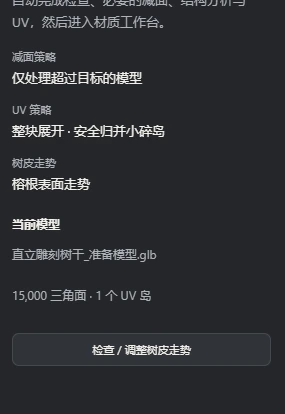 自动完成检查、必要的减面、结构分析与
UV，然后进入材质工作台。
减面策略
仅处理超过目标的模型
UV 策略
整块展开 · 安全归并小碎岛
树皮走势
榕根表面走势
当前模型
直立雕刻树干_准备模型.glb
15,000 三角面 · 1 个 UV 岛
检查 / 调整树皮走势